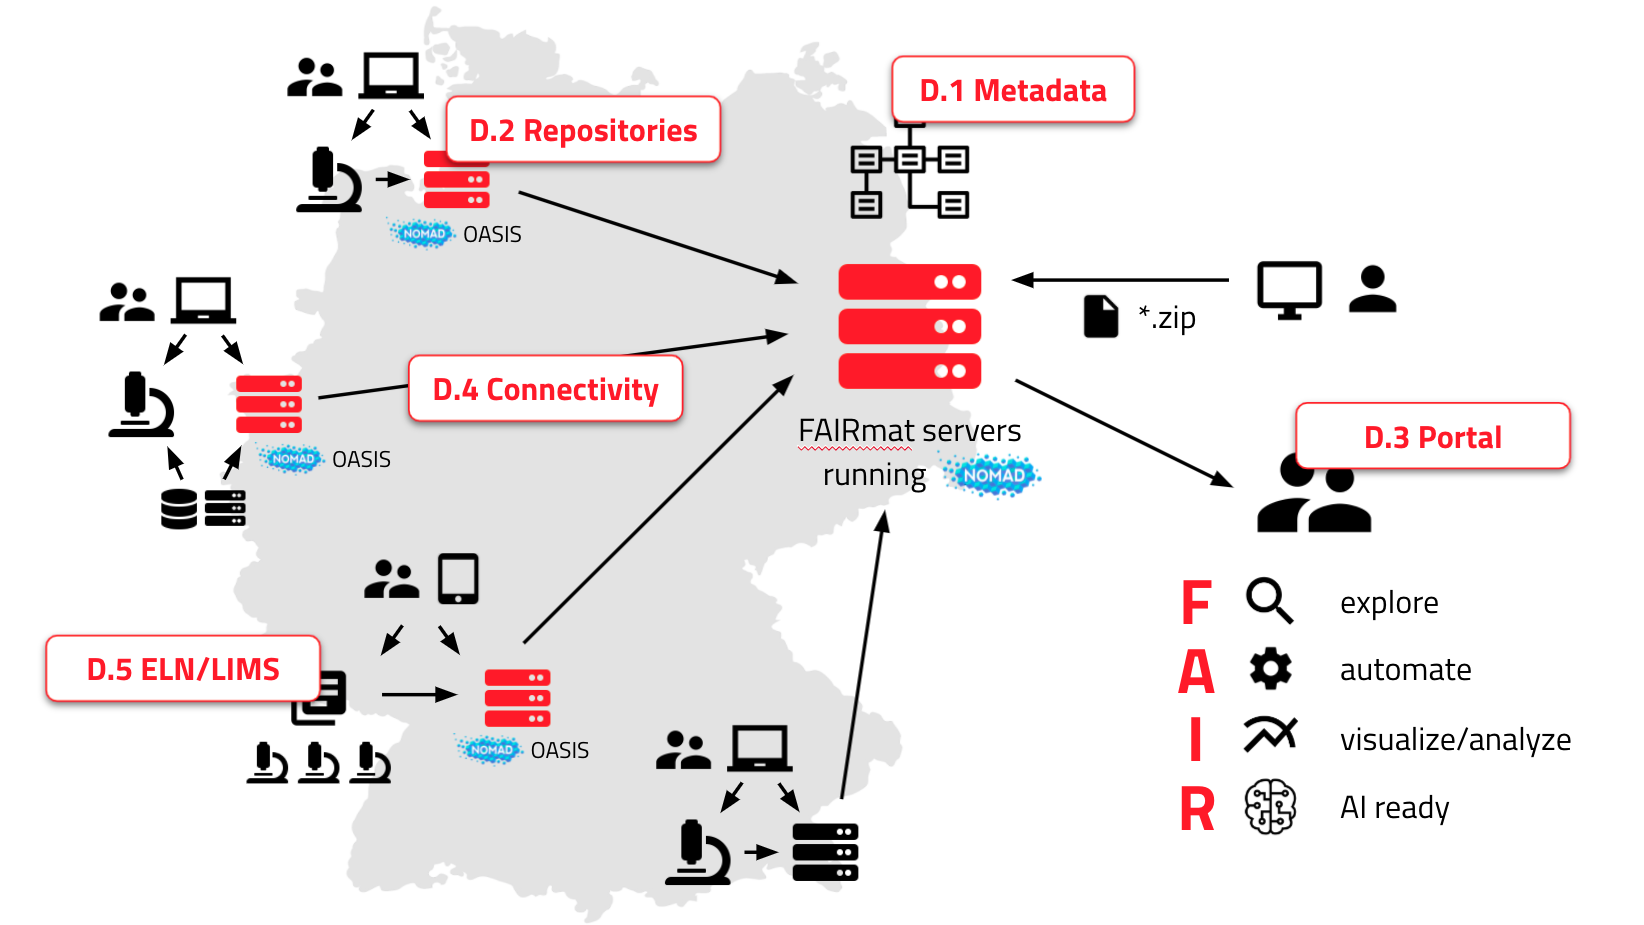 D.1 Metadata
D.2 Repositories
NOMAD OASIS
*.zip
D.4 Connectivity
NOMAD OASIS
FAIRmat servers
running NOMAD
D.3 Portal
F explore
A automate
I visualize/analyze
R AI ready
D.5 ELN/LIMS
NOMAD OASIS